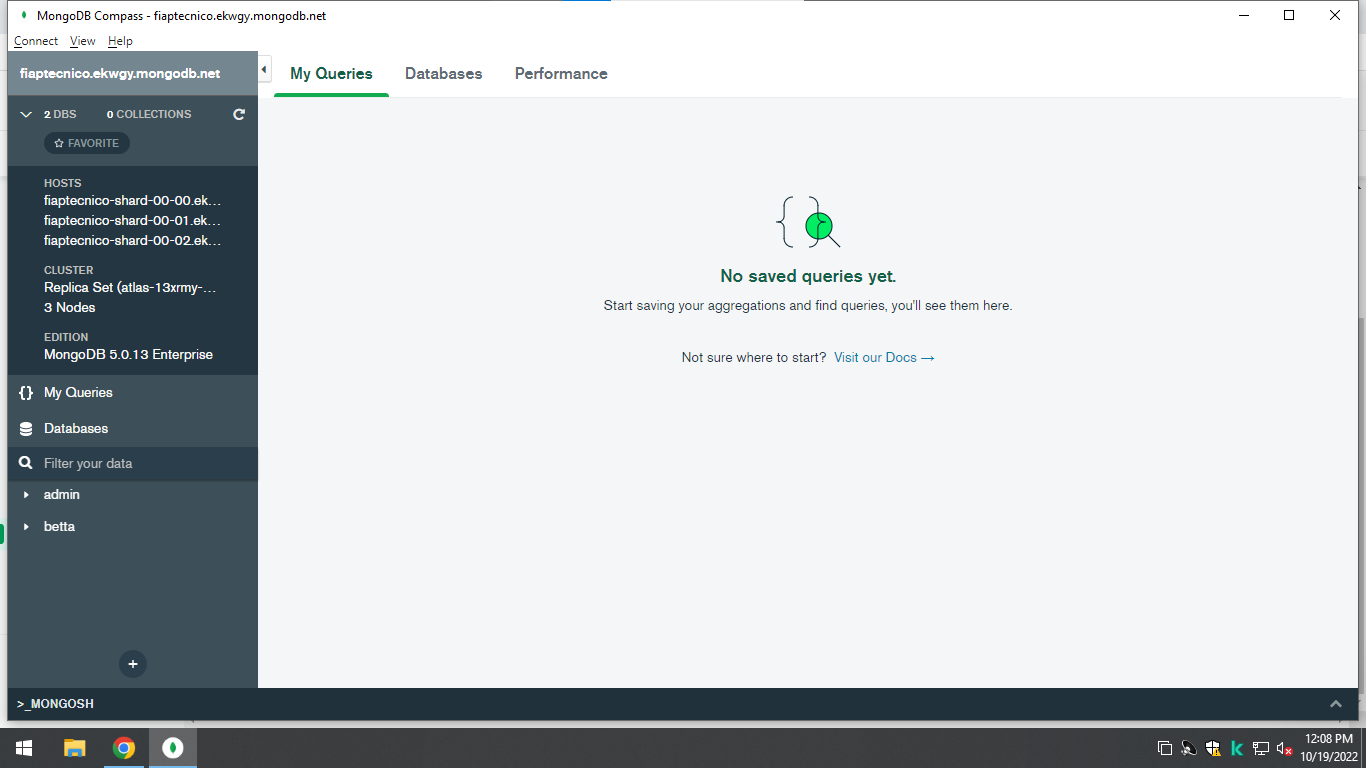 MongoDB Compass - fiaptecnico.ekwgy.mongodb.net
Connect View Help
fiaptecnico.ekwgy.mongodb.net
My Queries Databases Performance
2 DBS 0 COLLECTIONS
FAVORITE
HOSTS
fiaptecnico-shard-00-00.ek...
fiaptecnico-shard-00-01.ek...
fiaptecnico-shard-00-02.ek...
CLUSTER
Replica Set (atlas-13xrmy-...
3 Nodes
EDITION
MongoDB 5.0.13 Enterprise
{} My Queries
Databases
Filter your data
admin
betta
+
No saved queries yet.
Start saving your aggregations and find queries, you'll see them here.
Not sure where to start? Visit our Docs →
>_MONGOSH
12:08 PM
10/19/2022